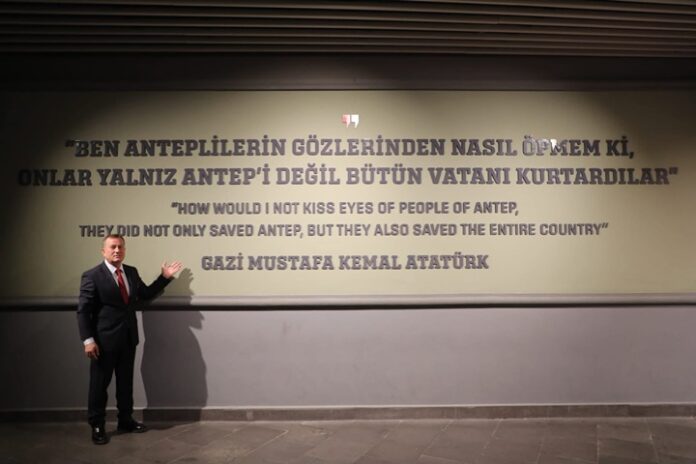 "BEN ANTEPLİLERİN GÖZLERİNDEN NASIL ÖPMEM Kİ,
ONLAR YALNIZ ANTEP'İ DEĞİL BÜTÜN VATANI KURTARDILAR"
"HOW WOULD I NOT KISS EYES OF PEOPLE OF ANTEP,
THEY DID NOT ONLY SAVED ANTEP, BUT THEY ALSO SAVED THE ENTIRE COUNTRY"
GAZİ MUSTAFA KEMAL ATATÜRK